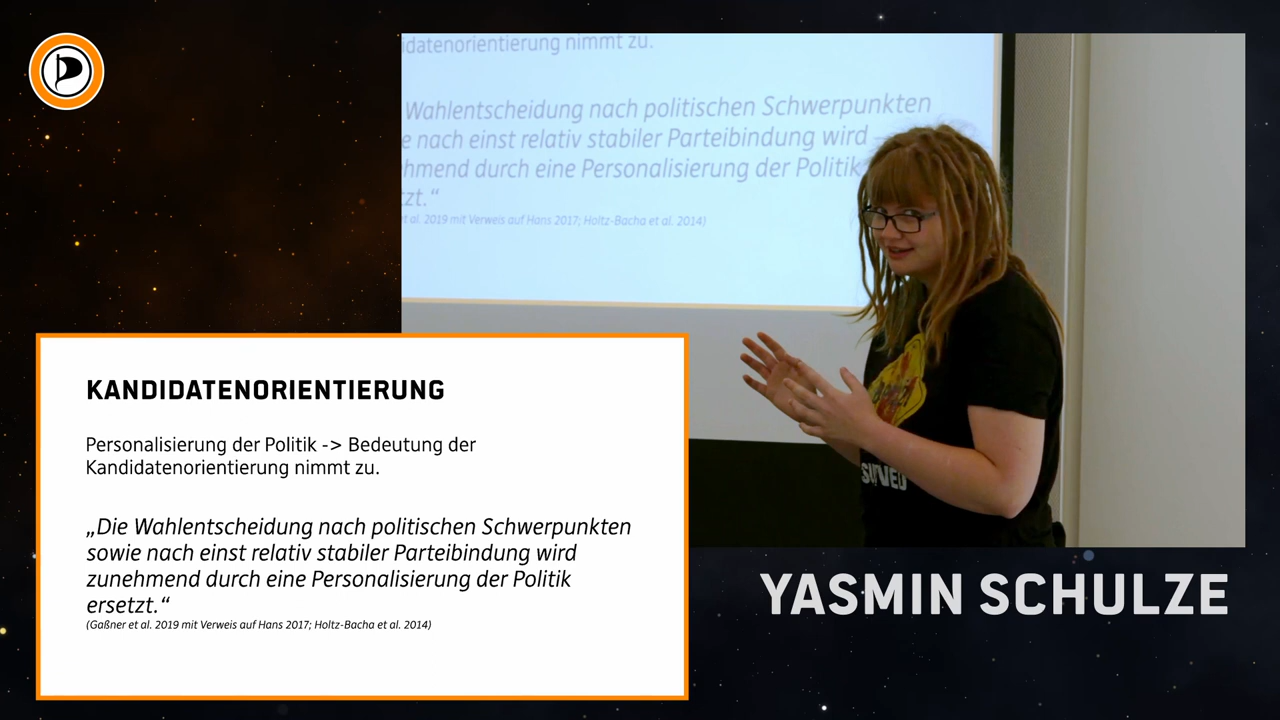 idatenorientierung nimmt zu.
Wahlentscheidung nach politischen Schwerpunkten
e nach einst relativ stabiler Parteibindung wird
hmend durch eine Personalisierung der Politik
tzt.“
et al. 2019 mit Verweis auf Hans 2017; Holtz-Bacha et al. 2014)
KANDIDATENORIENTIERUNG
Personalisierung der Politik -> Bedeutung der
Kandidatenorientierung nimmt zu.
„Die Wahlentscheidung nach politischen Schwerpunkten
sowie nach einst relativ stabiler Parteibindung wird
zunehmend durch eine Personalisierung der Politik
ersetzt.“
(Gaßner et al. 2019 mit Verweis auf Hans 2017; Holtz-Bacha et al. 2014)
YASMIN SCHULZE